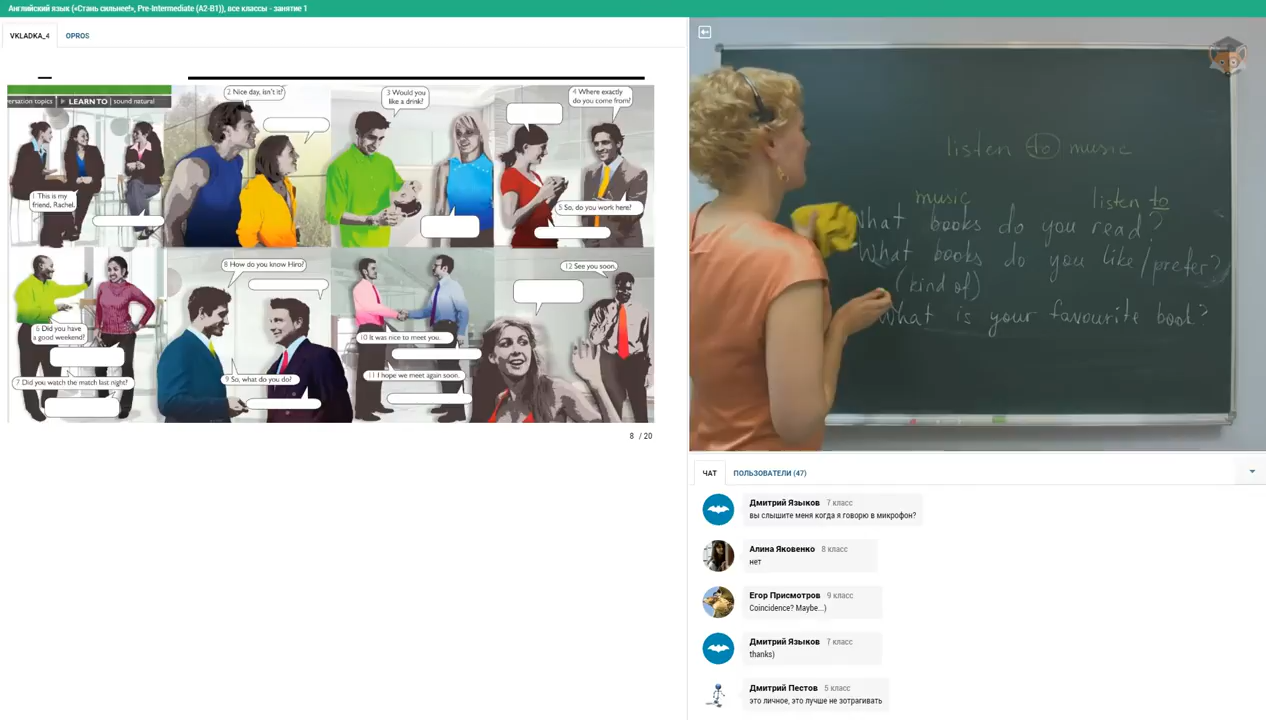 Английский язык («Стань сильнее!», Pre-Intermediate (A2-B1)), все классы - занятие 1
VKLADKA_4
OPROS
versation topics | ▶ LEARN TO | sound natural
1 This is my
friend, Rachel.
2 Nice day, isn't it?
3 Would you
like a drink?
4 Where exactly
do you come from?
5 So, do you work here?
6 Did you have
a good weekend?
7 Did you watch the match last night?
8 How do you know Hiro?
9 So, what do you do?
10 It was nice to meet you.
11 I hope we meet again soon.
12 See you soon.
8 / 20
listen to music
music
listen to
What books do you read?
What books do you like/prefer?
(kind of)
What is your favourite book?
ЧАТ
ПОЛЬЗОВАТЕЛИ (47)
Дмитрий Языков 7 класс
вы слышите меня когда я говорю в микрофон?
Алина Яковенко 8 класс
нет
Егор Присмотров 9 класс
Coincidence? Maybe...)
Дмитрий Языков 7 класс
thanks)
Дмитрий Пестов 5 класс
это личное, это лучше не зотрагивать